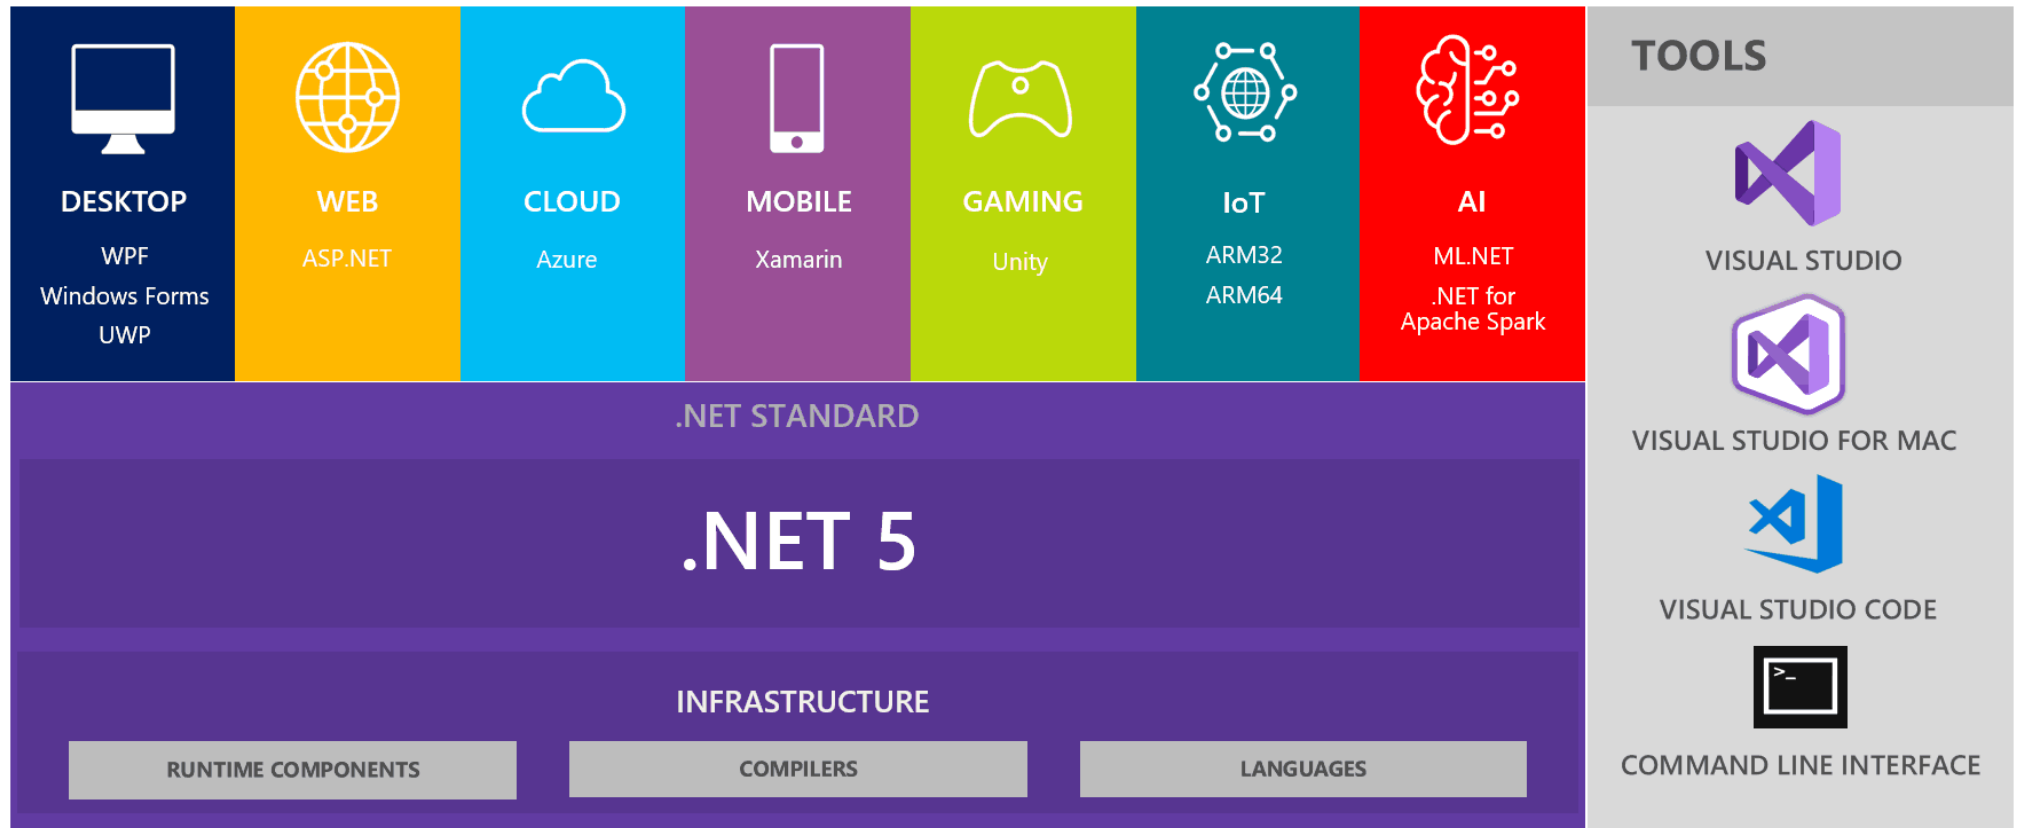 DESKTOP
WPF
Windows Forms
UWP
WEB
ASP.NET
CLOUD
Azure
MOBILE
Xamarin
GAMING
Unity
IoT
ARM32
ARM64
AI
ML.NET
.NET for
Apache Spark
.NET STANDARD
.NET 5
INFRASTRUCTURE
RUNTIME COMPONENTS
COMPILERS
LANGUAGES
TOOLS
VISUAL STUDIO
VISUAL STUDIO FOR MAC
VISUAL STUDIO CODE
>_
COMMAND LINE INTERFACE